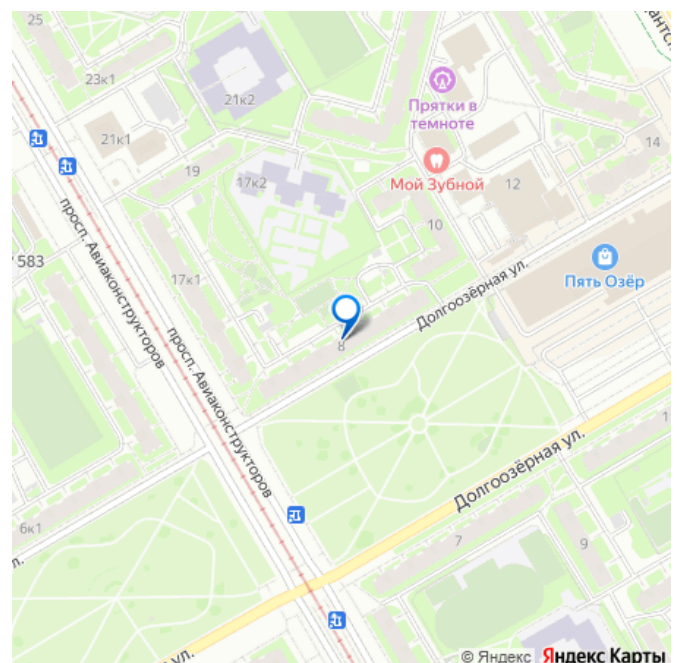 25
23к1
21к2
Прятки в
темноте
21к1
14
19
17к2
Мой Зубной
12
10
583
17к1
просп. Авиаконструкторов
Долгоозёрная ул.
Пять Озёр
просп. Авиаконструкторов
8
1
Долгоозёрная ул.
6к1
7
9
л.
ул.
© Яндекс Яндекс Карты